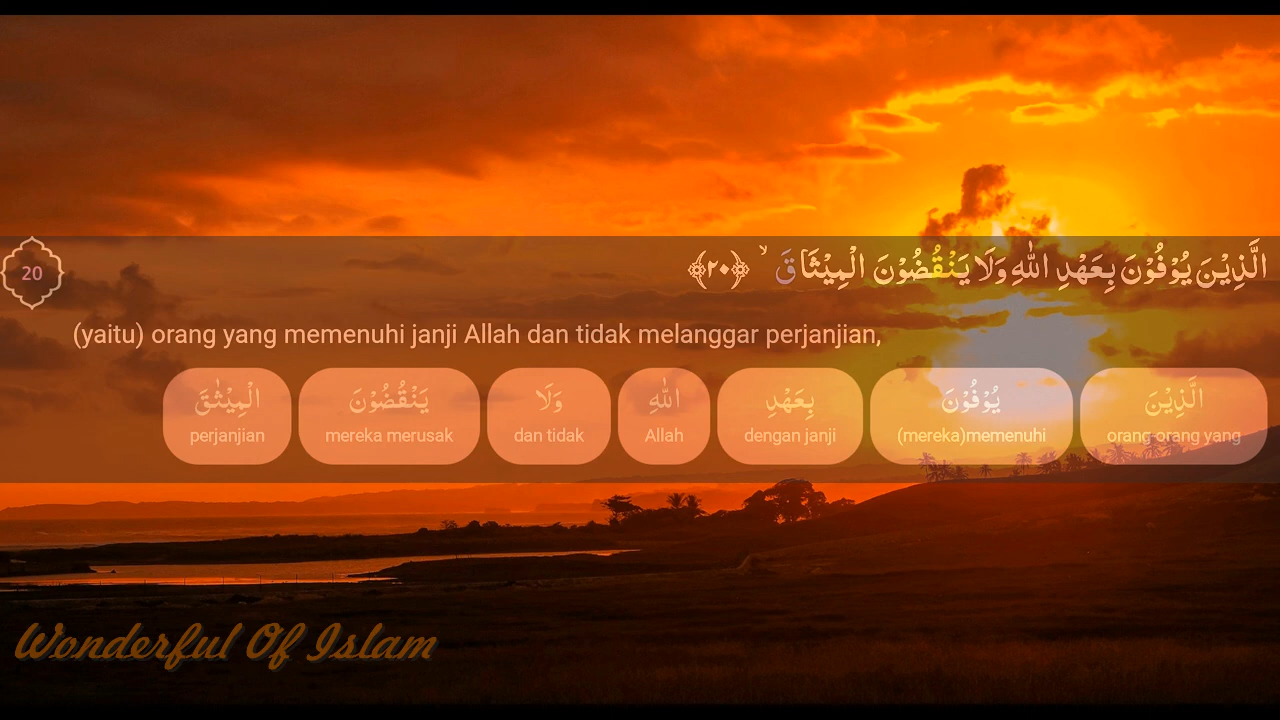 الَّذِيْنَ يُوْفُوْنَ بِعَهْدِ اللّٰهِ وَلَا يَنْقُضُوْنَ الْمِيْثَاقَ ۙ ﴿٢٠﴾
20
(yaitu) orang yang memenuhi janji Allah dan tidak melanggar perjanjian,
الَّذِيْنَ يُوْفُوْنَ بِعَهْدِ اللّٰهِ وَلَا يَنْقُضُوْنَ الْمِيْثٰقَ
perjanjian mereka merusak dan tidak Allah dengan janji (mereka)memenuhi orang orang yang
Wonderful Of Islam